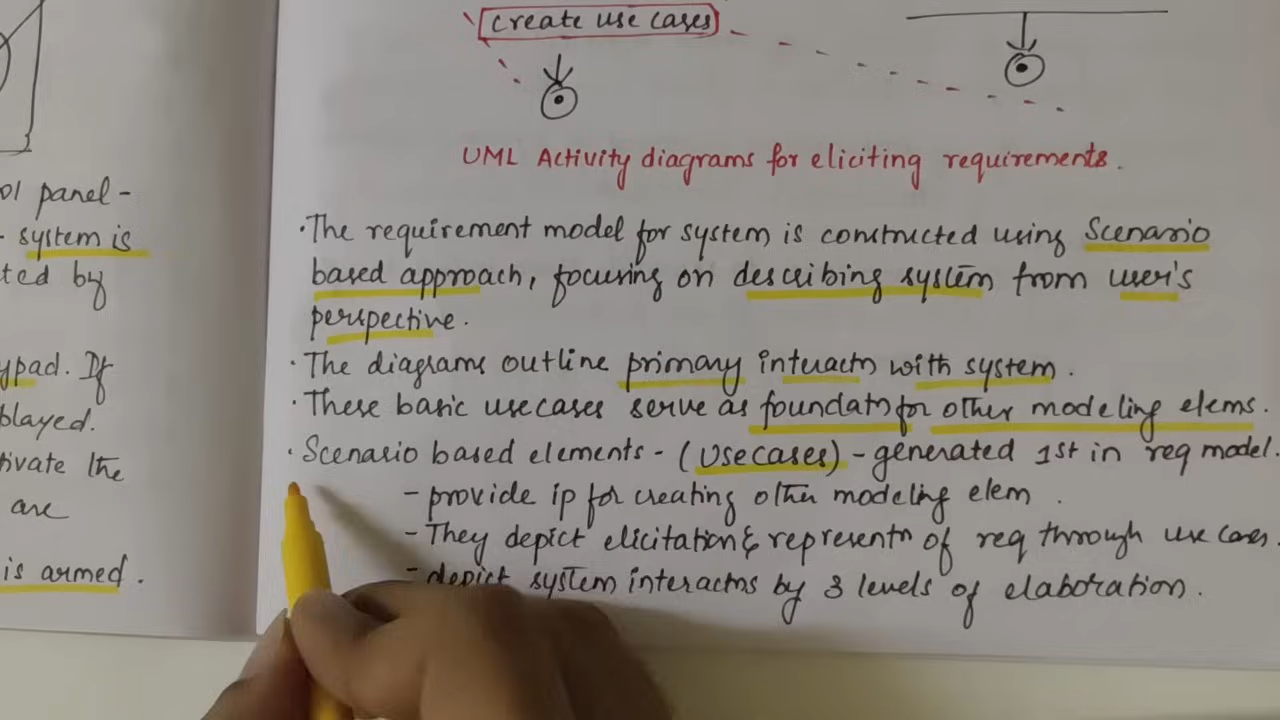 ol panel -
- system is
ted by
ypad. If
played.
tivate the
are
is armed.
Create use cases
UML Activity diagrams for eliciting requirements.
· The requirement model for system is constructed using Scenario
based approach, focusing on describing system from user's
perspective.
· The diagrams outline primary interactn with system.
· These basic usecases serve as foundatn for other modeling elems.
· Scenario based elements - (Usecases) - generated 1st in req model.
- provide ip for creating other modeling elem.
- They depict elicitation & representn of req through use cases.
- depict system interactns by 3 levels of elaboration.